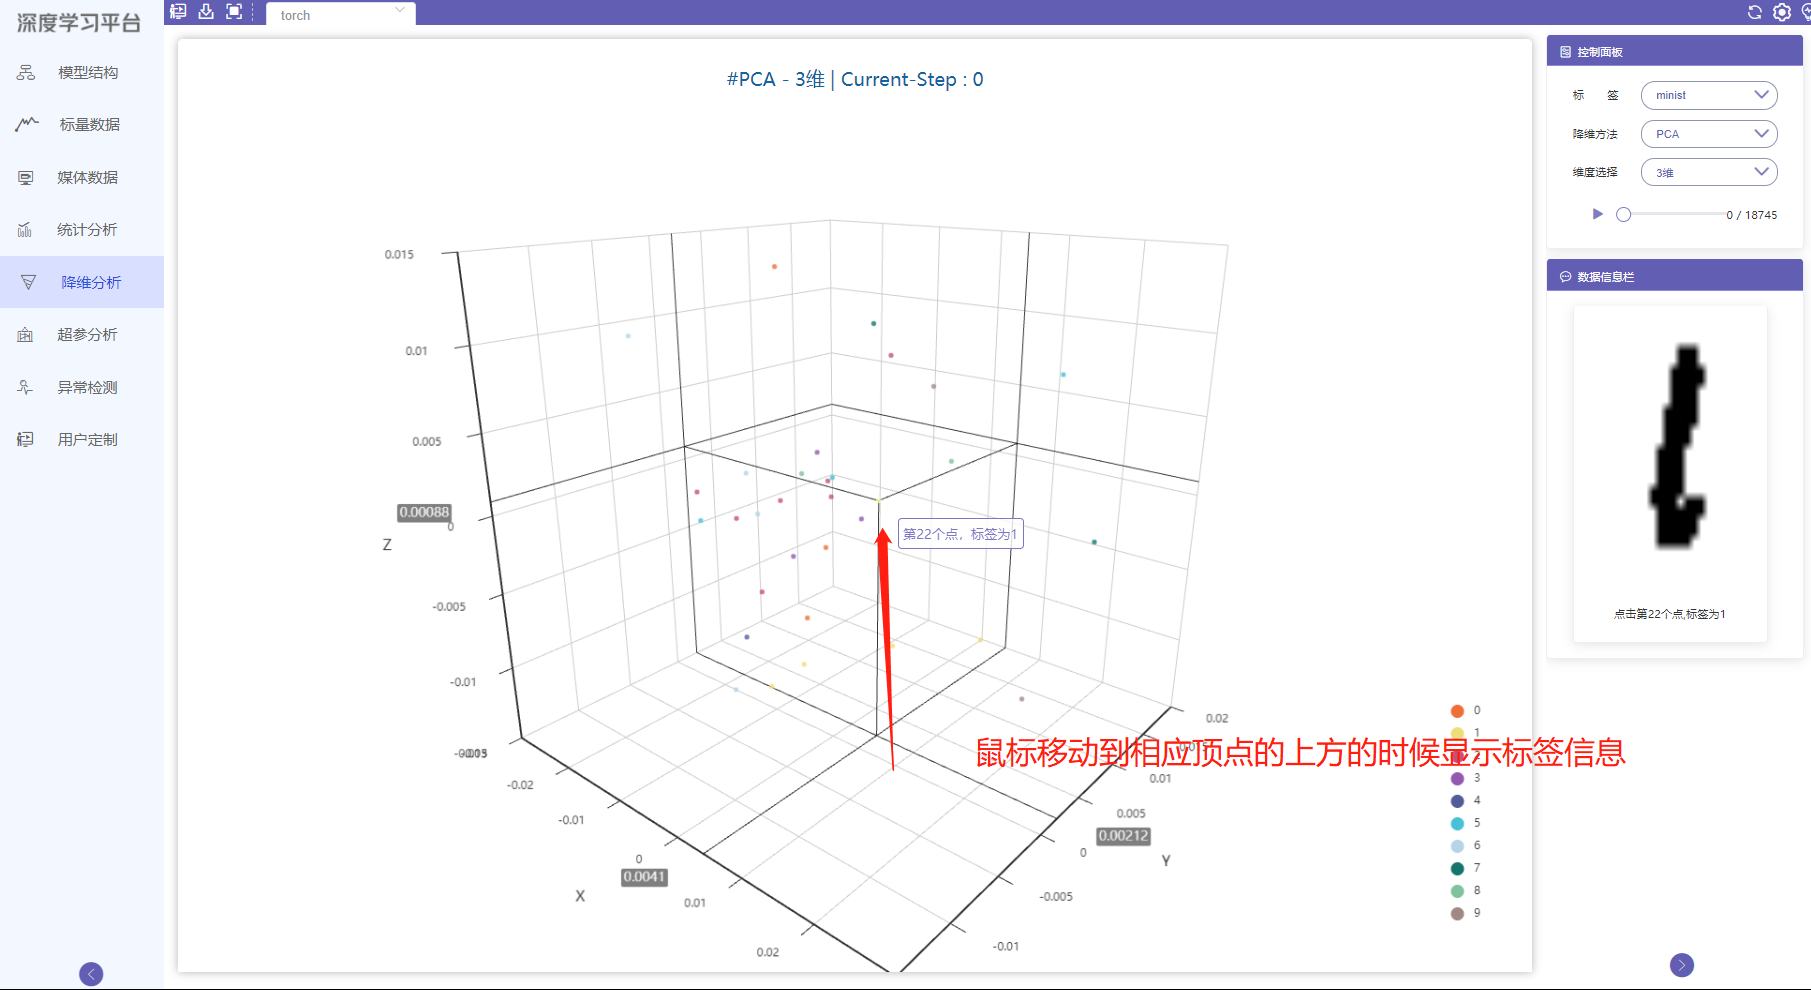 深度学习平台
torch
模型结构
标量数据
媒体数据
统计分析
降维分析
超参分析
异常检测
用户定制
#PCA - 3维 | Current-Step : 0
0.015
0.01
0.005
0.00088
0
Z
-0.005
-0.01
-0.02
-0.01
0
0.0041
X
0.01
0.02
0.02
0.01
0.005
0.00212
0
Y
-0.005
-0.01
第22个点，标签为1
鼠标移动到相应顶点的上方的时候显示标签信息
0
1
2
3
4
5
6
7
8
9
控制面板
标 签 minist
降维方法 PCA
维度选择 3维
0 / 18745
数据信息栏
点击第22个点,标签为1